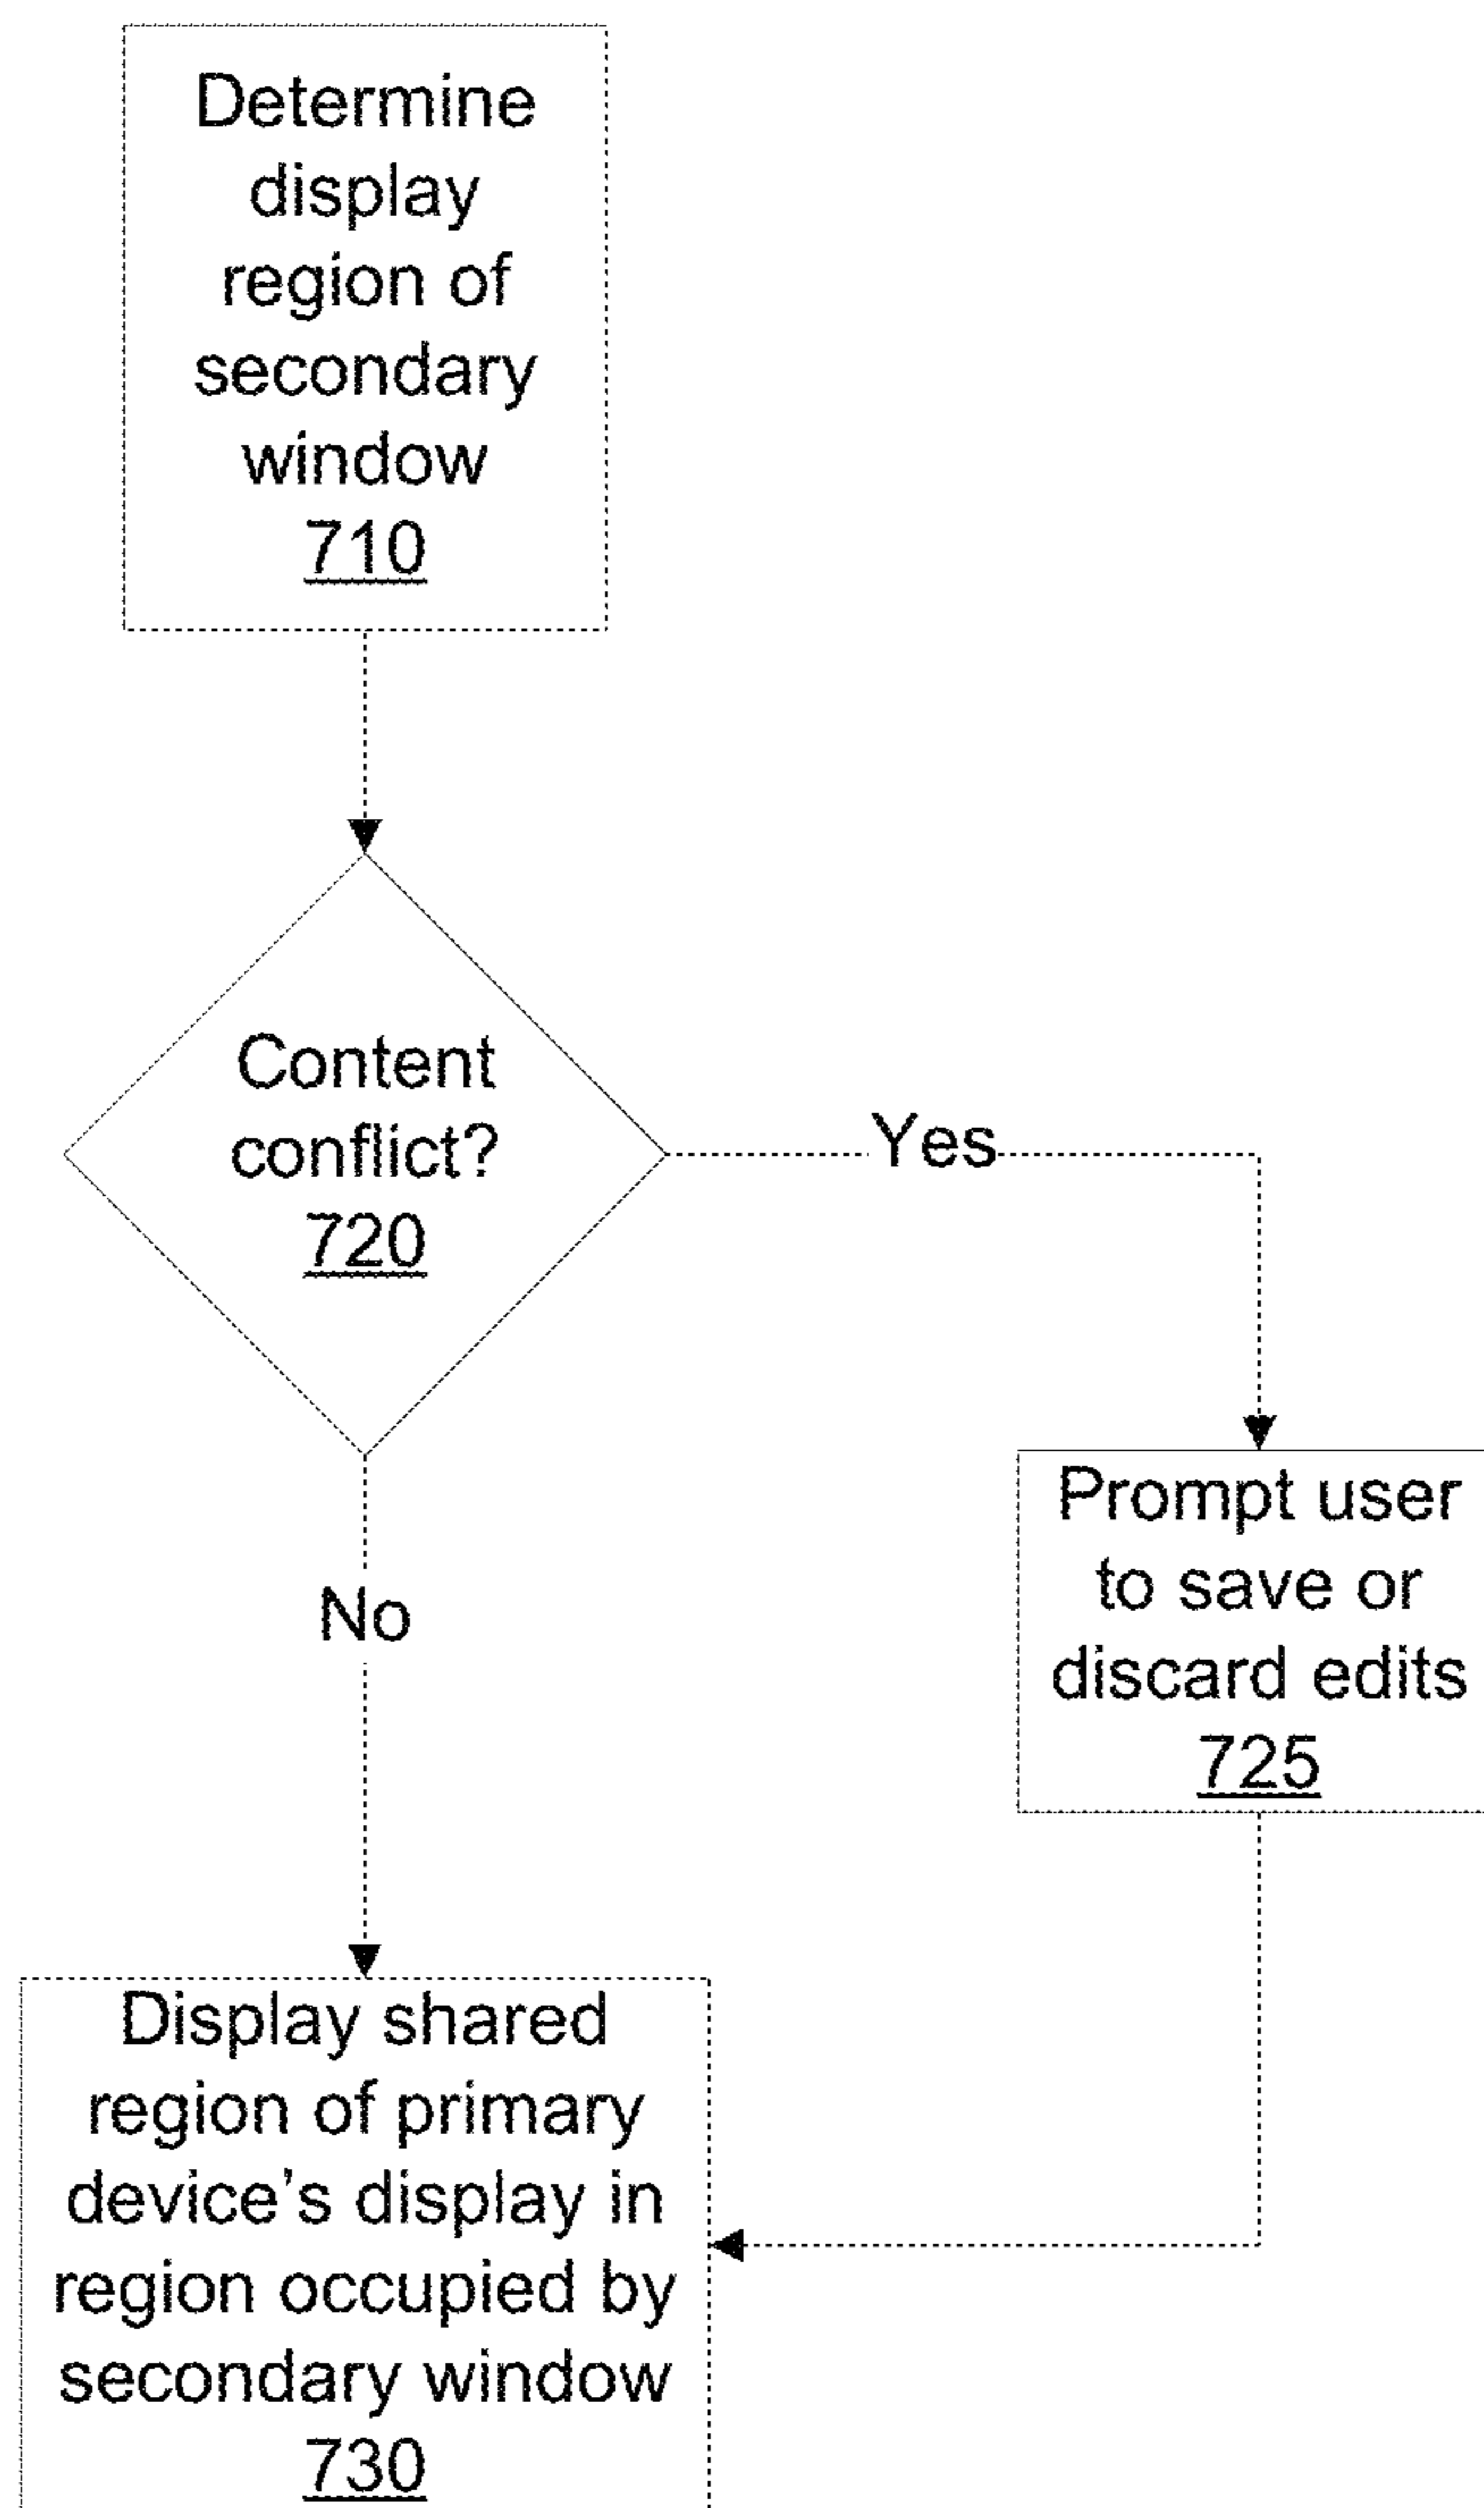 Determine
display
region of
secondary
window
710
Content
conflict?
720
Yes
No
Prompt user
to save or
discard edits
725
Display shared
region of primary
device's display in
region occupied by
secondary window
730